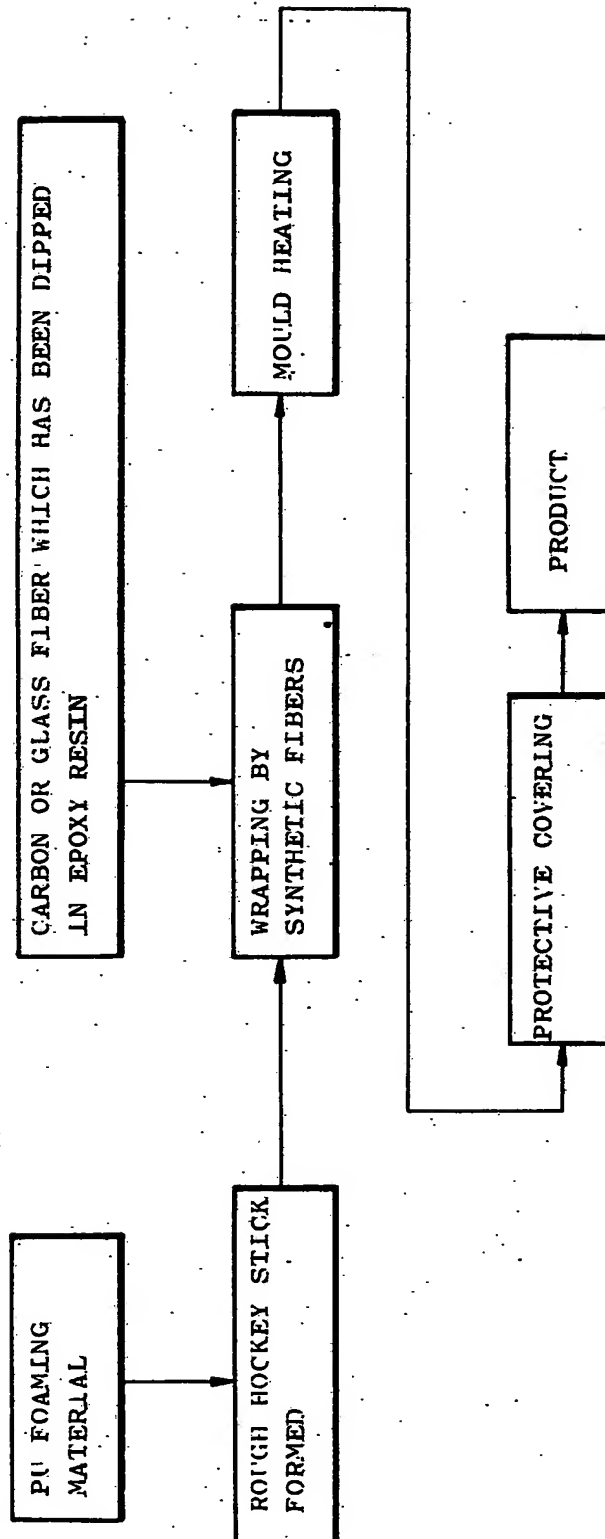 PU FOAMING
MATERIAL
CARBON OR GLASS FIBER WHICH HAS BEEN DIPPED
IN EPOXY RESIN
ROUGH HOCKEY STICK
FORMED
WRAPPING BY
SYNTHETIC FIBERS
MOULD HEATING
PROTECTIVE COVERING
PRODUCT